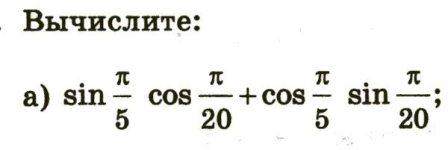 Вычислите:
а) sin π/5 cos π/20 + cos π/5 sin π/20;